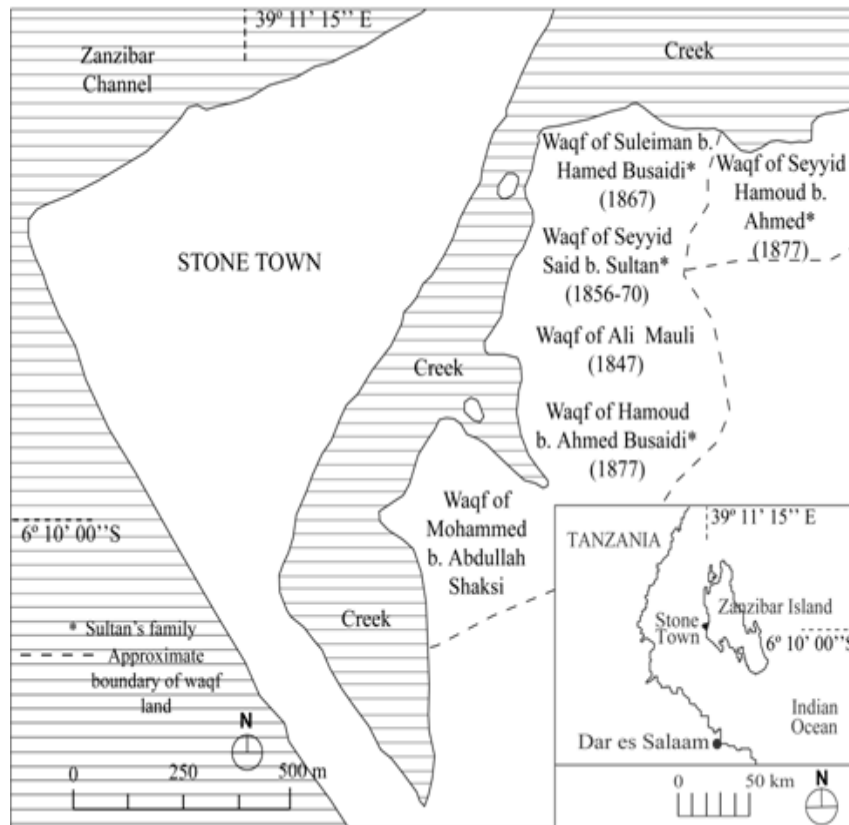 39º 11’ 15’’ E
Zanzibar
Channel
Creek
Waqf of Suleiman b.
Hamed Busaidi*
(1867)
Waqf of Seyyid
Hamoud b.
Ahmed*
(1877)
STONE TOWN
Waqf of Seyyid
Said b. Sultan*
(1856-70)
Waqf of Ali Mauli
(1847)
Creek
Waqf of Hamoud
b. Ahmed Busaidi*
(1877)
Waqf of
Mohammed
b. Abdullah
Shaksi
6º 10’ 00’’S
Creek
* Sultan’s family
Approximate
boundary of waqf
land
N
0 250 500 m
39º 11’ 15’’ E
TANZANIA
Zanzibar Island
Stone
Town
6º 10’ 00’’S
Indian
Ocean
Dar es Salaam
0 50 km
N